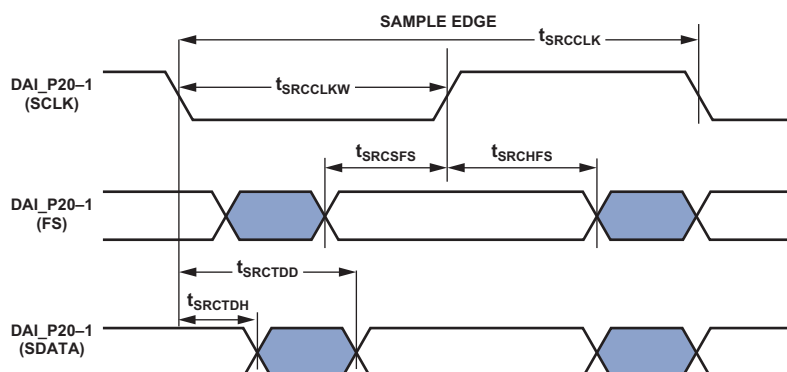 SAMPLE EDGE
tSRCCLK
DAI_P20–1
(SCLK)
tSRCCLKW
tSRCSFS
tSRCHFS
DAI_P20–1
(FS)
tSRCTDD
tSRCTDH
DAI_P20–1
(SDATA)